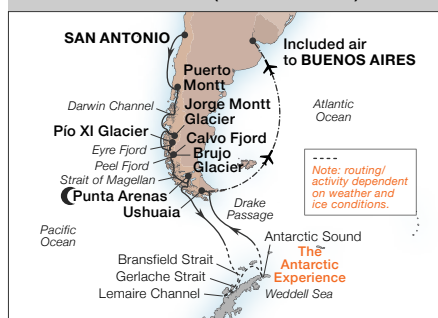 SAN ANTONIO
Included air
to BUENOS AIRES
Puerto
Montt
Darwin Channel
Jorge Montt
Glacier
Atlantic
Ocean
Pío XI Glacier
Calvo Fjord
Eyre Fjord
Brujo
Glacier
Peel Fjord
Strait of Magellan
Punta Arenas
Ushuaia
Note: routing/
activity dependent
on weather and
ice conditions.
Drake
Passage
Pacific
Ocean
Antarctic Sound
The
Antarctic
Experience
Bransfield Strait
Gerlache Strait
Lemaire Channel
Weddell Sea